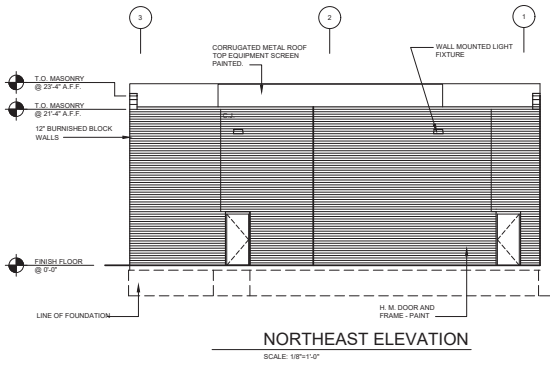 3
2
1
CORRUGATED METAL ROOF
TOP EQUIPMENT SCREEN
PAINTED.
WALL MOUNTED LIGHT
FIXTURE
T.O. MASONRY
@ 23'-4" A.F.F.
T.O. MASONRY
@ 21'-4" A.F.F.
C.J.
12" BURNISHED BLOCK
WALLS
FINISH FLOOR
@ 0'-0"
LINE OF FOUNDATION
H. M. DOOR AND
FRAME - PAINT
NORTHEAST ELEVATION
SCALE: 1/8"=1'-0"